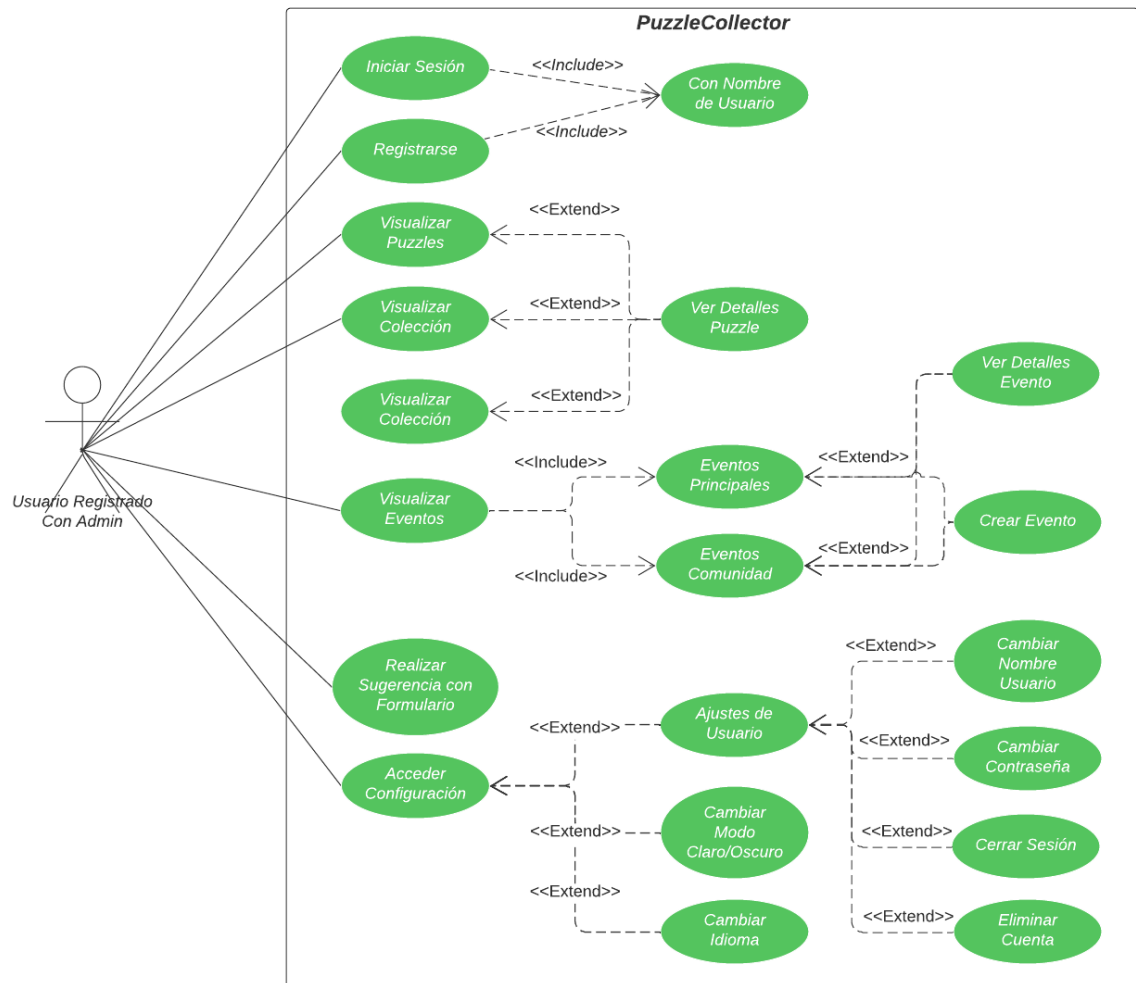 PuzzleCollector
Iniciar Sesión
<<Include>>
Con Nombre
de Usuario
<<Include>>
Registrarse
Visualizar
Puzzles
<<Extend>>
Visualizar
Colección
<<Extend>>
Ver Detalles
Puzzle
Visualizar
Colección
<<Extend>>
Ver Detalles
Evento
Usuario Registrado
Con Admin
Visualizar
Eventos
<<Include>>
Eventos
Principales
<<Extend>>
Crear Evento
<<Include>>
Eventos
Comunidad
<<Extend>>
Realizar
Sugerencia con
Formulario
Acceder
Configuración
<<Extend>>
Ajustes de
Usuario
<<Extend>>
Cambiar
Nombre
Usuario
<<Extend>>
Cambiar
Contraseña
<<Extend>>
Cambiar
Modo
Claro/Oscuro
<<Extend>>
Cerrar Sesión
<<Extend>>
Cambiar
Idioma
<<Extend>>
Eliminar
Cuenta